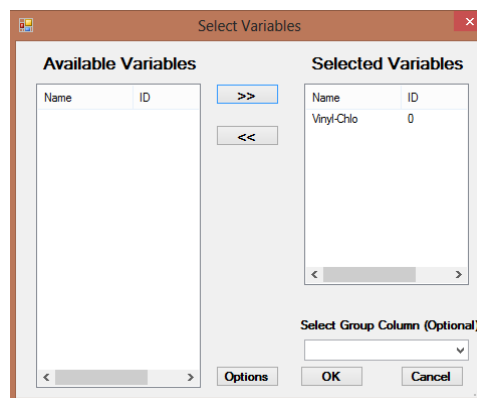 Select Variables
Available Variables
Selected Variables
Name ID
>>
Name ID
Vinyl-Chlo 0
<<
Select Group Column (Optional)
Options
OK
Cancel